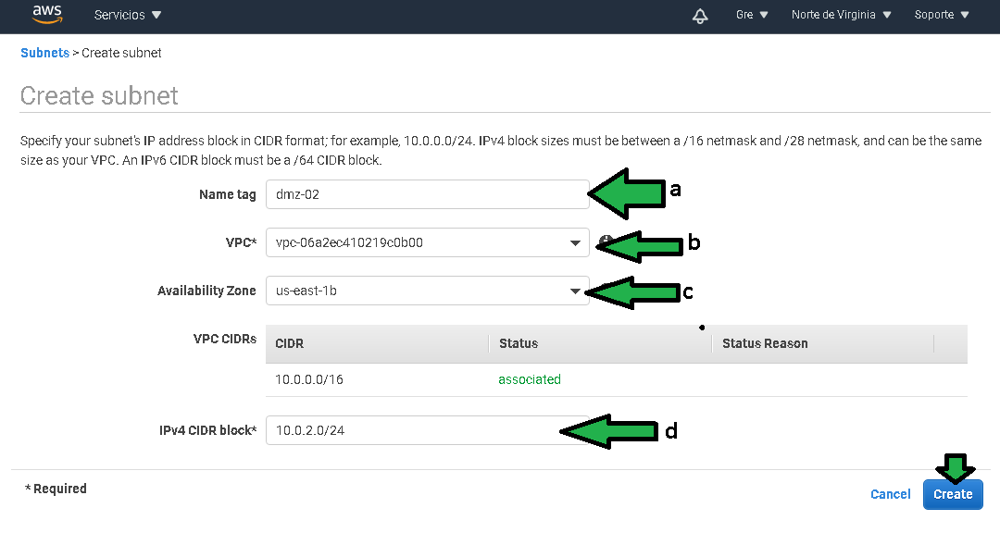 aws Servicios Gre Norte de Virginia Soporte
Subnets > Create subnet
Create subnet
Specify your subnet's IP address block in CIDR format; for example, 10.0.0.0/24. IPv4 block sizes must be between a /16 netmask and /28 netmask, and can be the same
size as your VPC. An IPv6 CIDR block must be a /64 CIDR block.
Name tag dmz-02 a
VPC* vpc-06a2ec410219c0b00 b
Availability Zone us-east-1b c
VPC CIDRs CIDR Status Status Reason
10.0.0.0/16 associated
IPv4 CIDR block* 10.0.2.0/24 d
* Required
Cancel Create